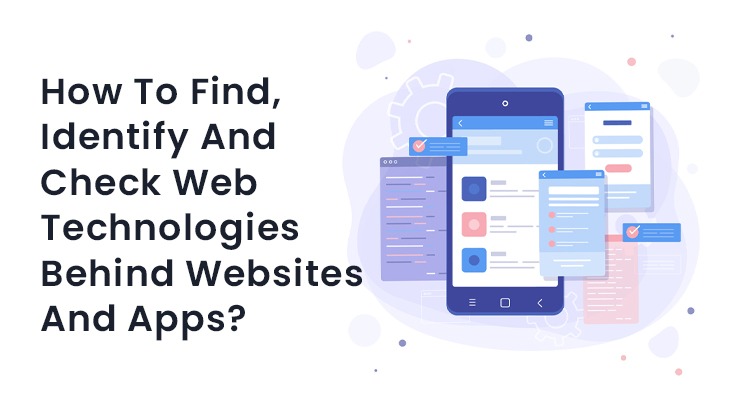 How To Find,
Identify And
Check Web
Technologies
Behind Websites
And Apps?